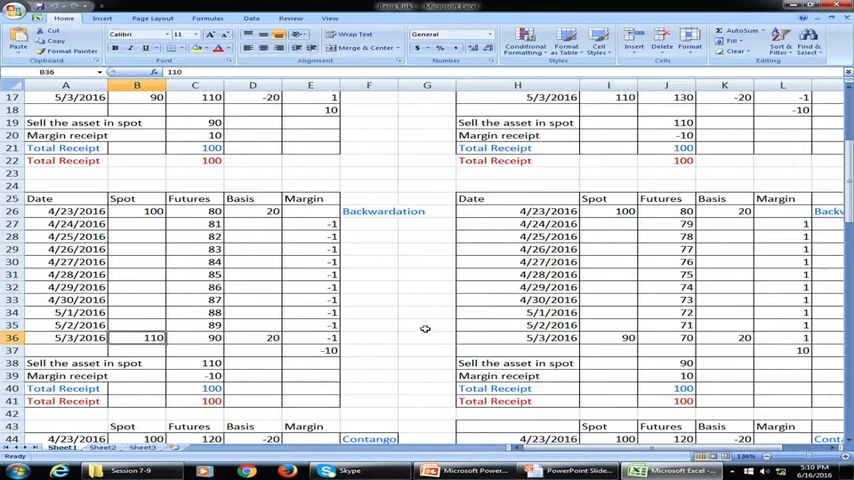 Basis Risk1 - Microsoft Excel
Home Insert Page Layout Formulas Data Review View
Cut
Copy
Paste Format Painter
Clipboard
Calibri 11
B I U
Font
Wrap Text
Merge & Center
Alignment
General
$ % ,
Number
Conditional Formatting Format as Table Cell Styles
Styles
Insert Delete Format
Cells
AutoSum
Fill
Clear
Sort & Filter Find & Select
Editing
B36 fx 110
A B C D E F G H I J K L
17 5/3/2016 90 110 -20 1 5/3/2016 110 130 -20 -1
18 10 -10
19 Sell the asset in spot 90 Sell the asset in spot 110
20 Margin receipt 10 Margin receipt -10
21 Total Receipt 100 Total Receipt 100
22 Total Receipt 100 Total Receipt 100
23
24
25 Date Spot Futures Basis Margin Date Spot Futures Basis Margin
26 4/23/2016 100 80 20 Backwardation 4/23/2016 100 80 20 Backw
27 4/24/2016 81 -1 4/24/2016 79 1
28 4/25/2016 82 -1 4/25/2016 78 1
29 4/26/2016 83 -1 4/26/2016 77 1
30 4/27/2016 84 -1 4/27/2016 76 1
31 4/28/2016 85 -1 4/28/2016 75 1
32 4/29/2016 86 -1 4/29/2016 74 1
33 4/30/2016 87 -1 4/30/2016 73 1
34 5/1/2016 88 -1 5/1/2016 72 1
35 5/2/2016 89 -1 5/2/2016 71 1
36 5/3/2016 110 90 20 -1 5/3/2016 90 70 20 1
37 -10 10
38 Sell the asset in spot 110 Sell the asset in spot 90
39 Margin receipt -10 Margin receipt 10
40 Total Receipt 100 Total Receipt 100
41 Total Receipt 100 Total Receipt 100
42
43 Spot Futures Basis Margin Spot Futures Basis Margin
44 4/23/2016 100 120 -20 Contango 4/23/2016 100 120 -20 Conta
Sheet1 Sheet2 Sheet3
Ready 136%
Session 7-9 Skype Microsoft Power... PowerPoint Slide... Microsoft Excel -...
5:10 PM
6/16/2016